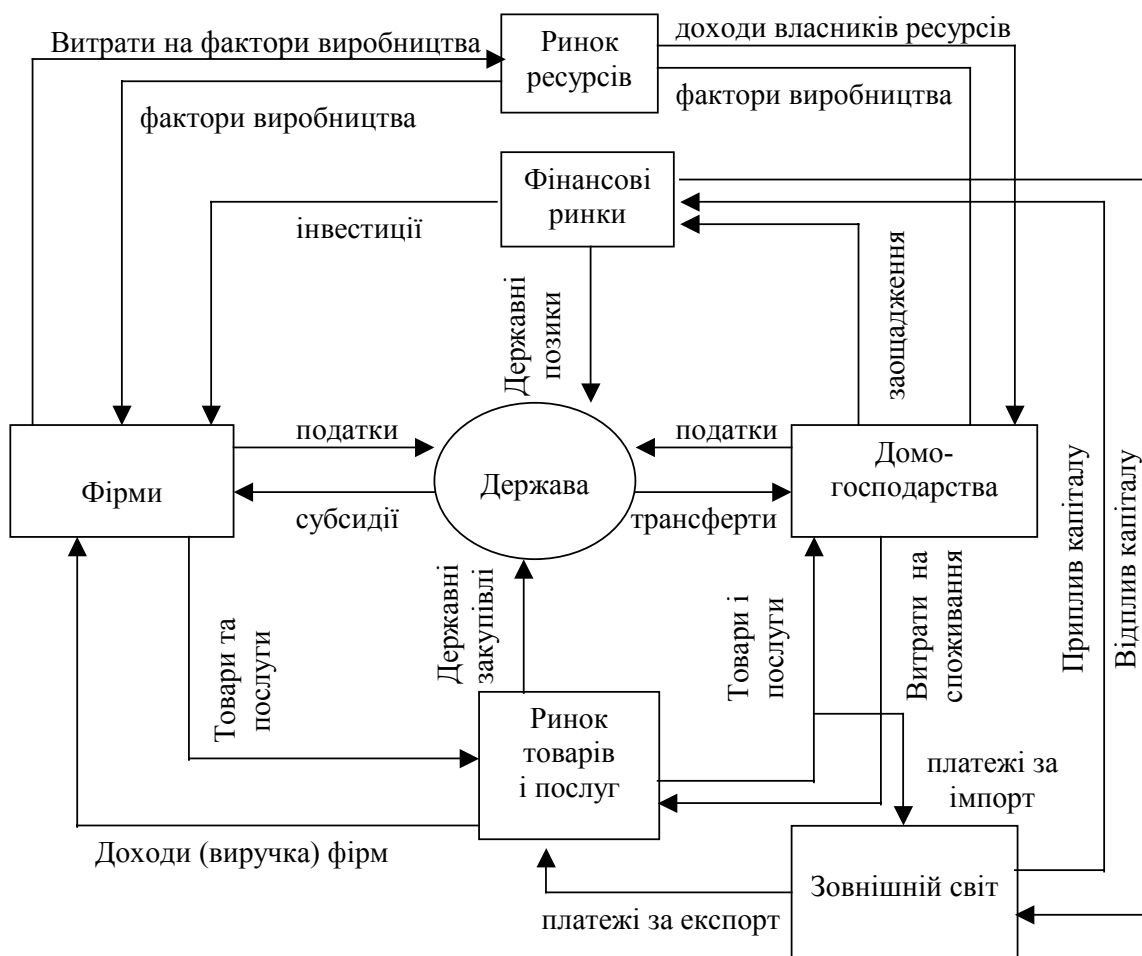 Витрати на фактори виробництва
Ринок
ресурсів
доходи власників ресурсів
фактори виробництва
фактори виробництва
Фінансові
ринки
інвестиції
Державні
позики
заощадження
Приплив капіталу
Відплив капіталу
Фірми
податки
субсидії
Держава
податки
трансферти
Домо-
господарства
Товари та
послуги
Державні
закупівлі
Товари і
послуги
Витрати на
споживання
Ринок
товарів
і послуг
платежі за
імпорт
Доходи (виручка) фірм
платежі за експорт
Зовнішній світ